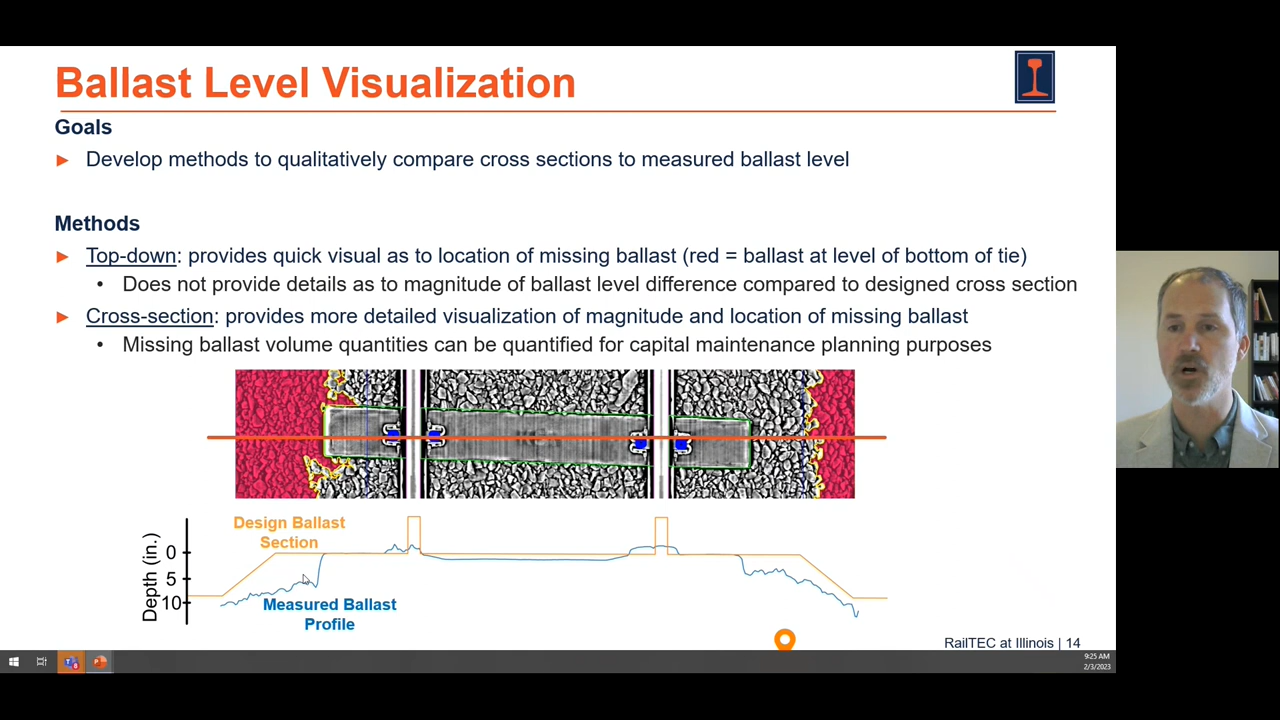 Ballast Level Visualization
Goals
► Develop methods to qualitatively compare cross sections to measured ballast level
Methods
► Top-down: provides quick visual as to location of missing ballast (red = ballast at level of bottom of tie)
• Does not provide details as to magnitude of ballast level difference compared to designed cross section
► Cross-section: provides more detailed visualization of magnitude and location of missing ballast
• Missing ballast volume quantities can be quantified for capital maintenance planning purposes
Design Ballast
Section
Depth (in.)
0
5
10
Measured Ballast
Profile
RailTEC at Illinois | 14
9:25 AM
2/3/2023